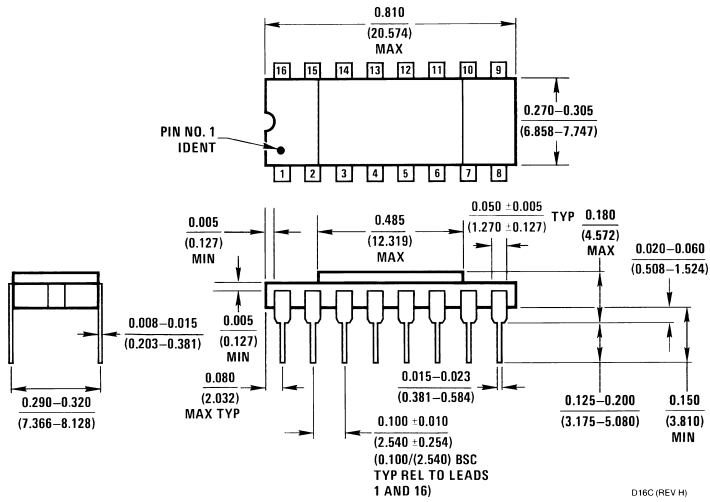 0.810
(20.574)
MAX
16 15 14 13 12 11 10 9
0.270–0.305
(6.858–7.747)
PIN NO. 1
IDENT
1 2 3 4 5 6 7 8
0.005
(0.127)
MIN
0.485
(12.319)
MAX
0.050 ±0.005
(1.270 ±0.127)
TYP
0.180
(4.572)
MAX
0.020–0.060
(0.508–1.524)
0.008–0.015
(0.203–0.381)
0.005
(0.127)
MIN
0.290–0.320
(7.366–8.128)
0.080
(2.032)
MAX TYP
0.015–0.023
(0.381–0.584)
0.125–0.200
(3.175–5.080)
0.150
(3.810)
MIN
0.100 ±0.010
(2.540 ±0.254)
(0.100/(2.540) BSC
TYP REL TO LEADS
1 AND 16)
D16C (REV H)